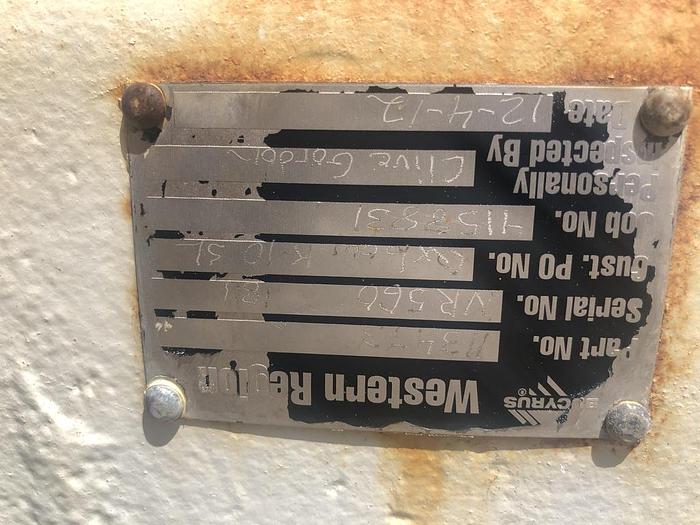 BUCYRUS® Western Region
Part No.
Serial No. VR560
Cust. PO No.
Job No. 458831
Personally Inspected By Clive Gordon
Date 12-4-12